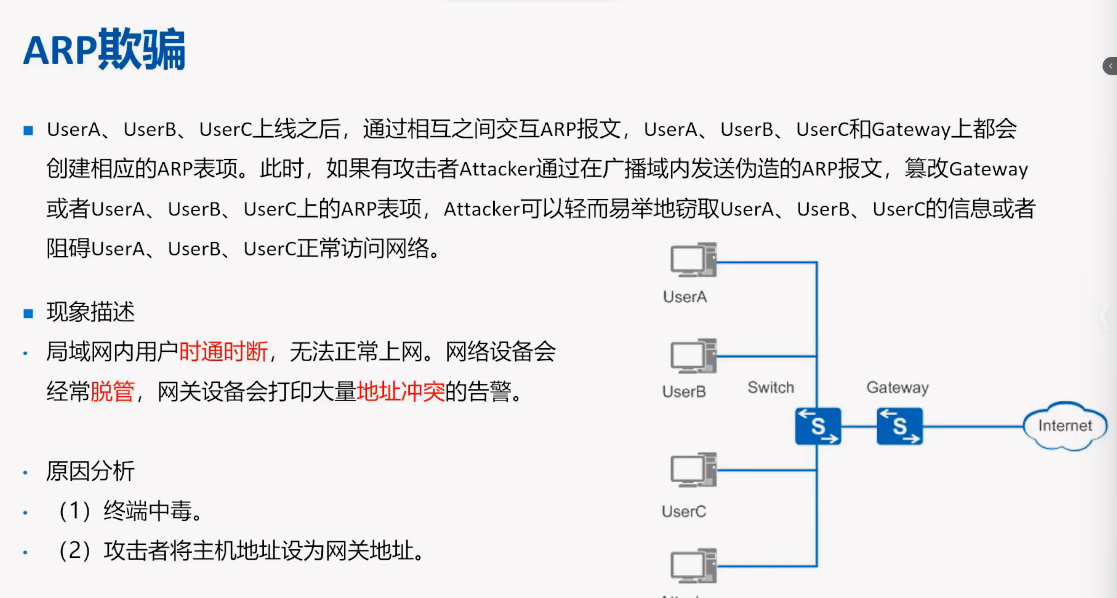 ARP欺骗
■ UserA、UserB、UserC上线之后，通过相互之间交互ARP报文，UserA、UserB、UserC和Gateway上都会
创建相应的ARP表项。此时，如果有攻击者Attacker通过在广播域内发送伪造的ARP报文，篡改Gateway
或者UserA、UserB、UserC上的ARP表项，Attacker可以轻而易举地窃取UserA、UserB、UserC的信息或者
阻碍UserA、UserB、UserC正常访问网络。
■ 现象描述
• 局域网内用户时通时断，无法正常上网。网络设备会
经常脱管，网关设备会打印大量地址冲突的告警。
• 原因分析
• （1）终端中毒。
• （2）攻击者将主机地址设为网关地址。
UserA
UserB
Switch
Gateway
S
S
Internet
UserC